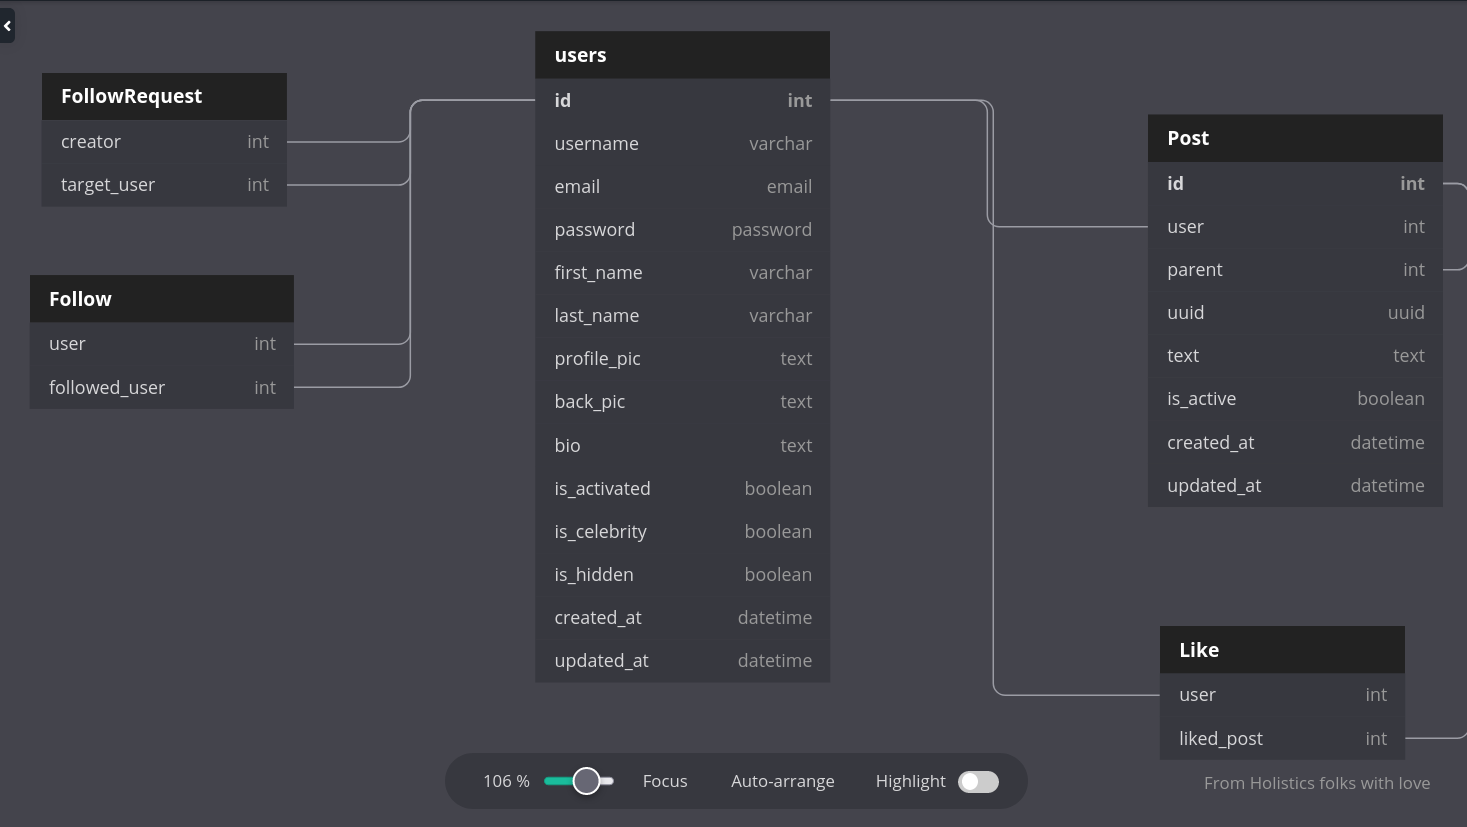 FollowRequest
creator int
target_user int
Follow
user int
followed_user int
users
id int
username varchar
email email
password password
first_name varchar
last_name varchar
profile_pic text
back_pic text
bio text
is_activated boolean
is_celebrity boolean
is_hidden boolean
created_at datetime
updated_at datetime
Post
id int
user int
parent int
uuid uuid
text text
is_active boolean
created_at datetime
updated_at datetime
Like
user int
liked_post int
106 % Focus Auto-arrange Highlight
From Holistics folks with love